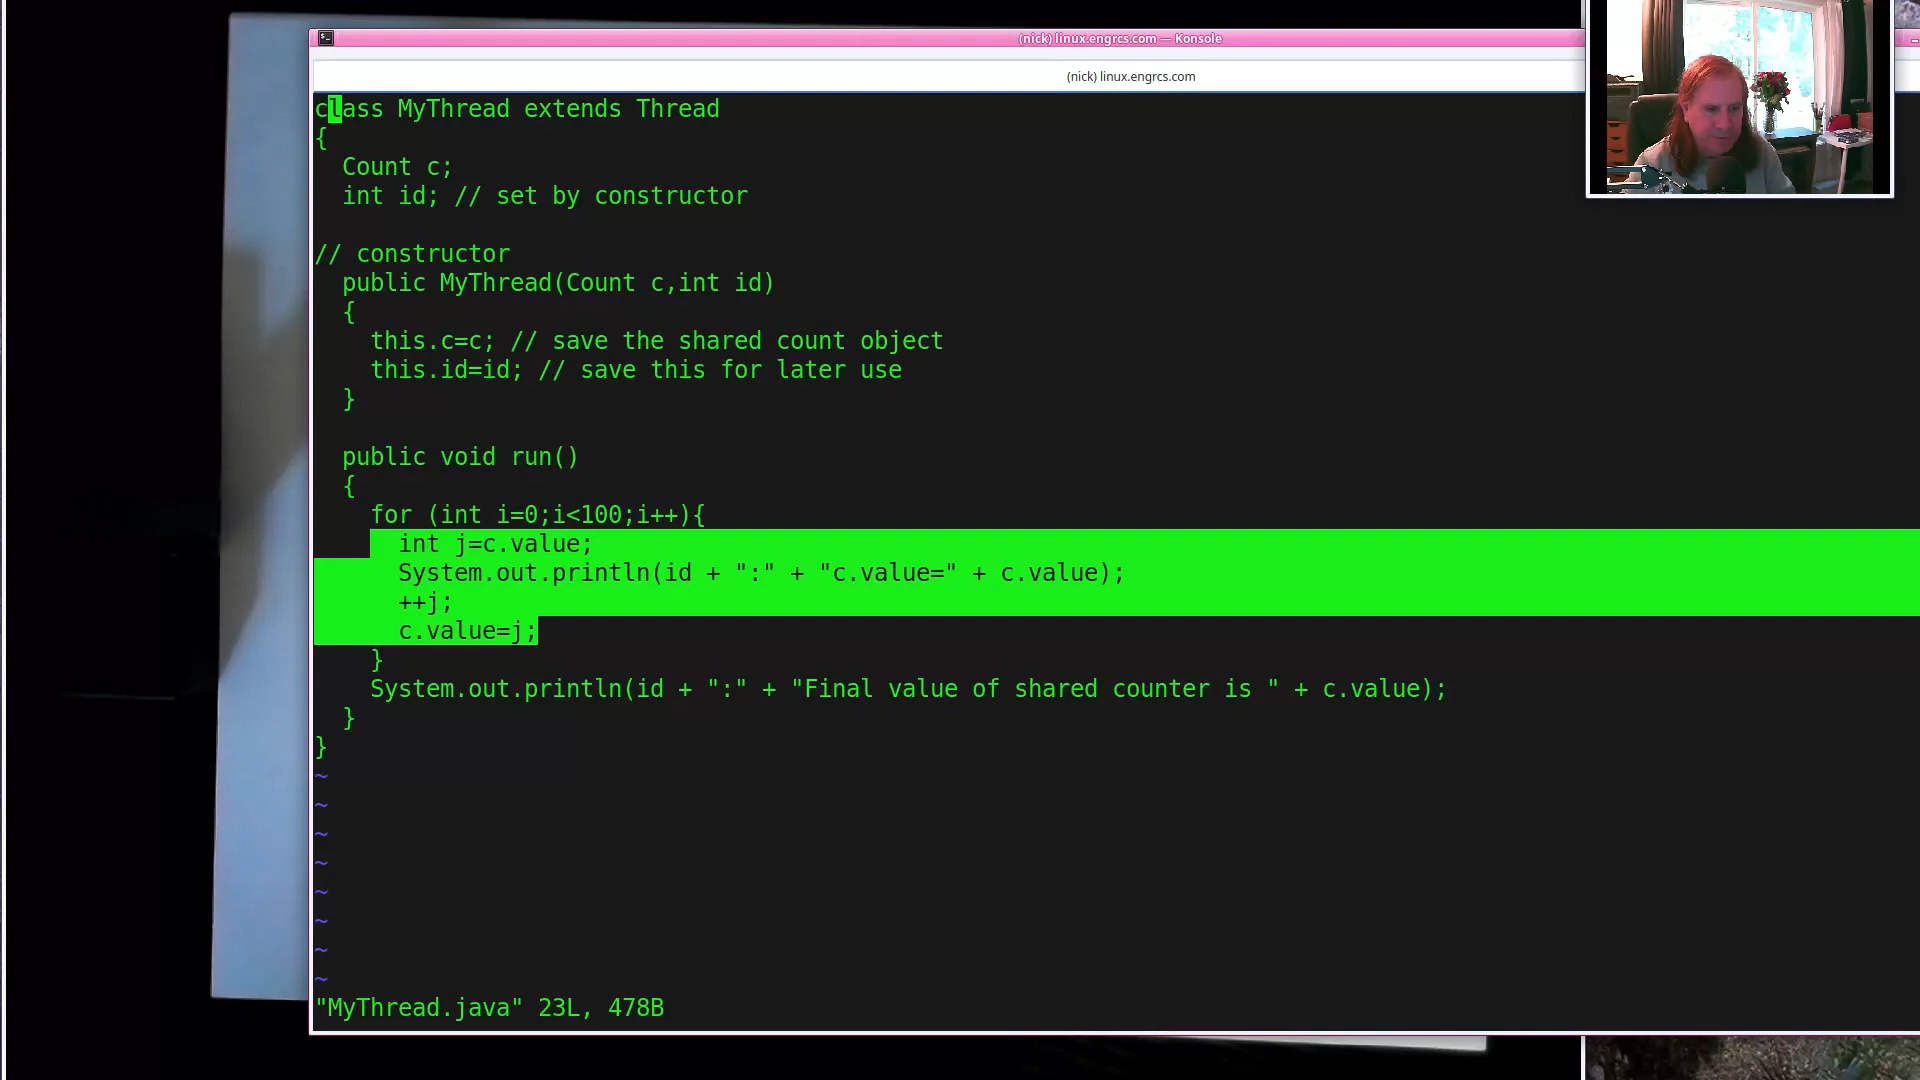 (nick) linux.engrcs.com — Konsole
(nick) linux.engrcs.com
class MyThread extends Thread
{
  Count c;
  int id; // set by constructor
// constructor
  public MyThread(Count c,int id)
  {
    this.c=c; // save the shared count object
    this.id=id; // save this for later use
  }
  public void run()
  {
    for (int i=0;i<100;i++){
      int j=c.value;
      System.out.println(id + ":" + "c.value=" + c.value);
      ++j;
      c.value=j;
    }
    System.out.println(id + ":" + "Final value of shared counter is " + c.value);
  }
}
~
~
~
~
~
~
~
~
"MyThread.java" 23L, 478B